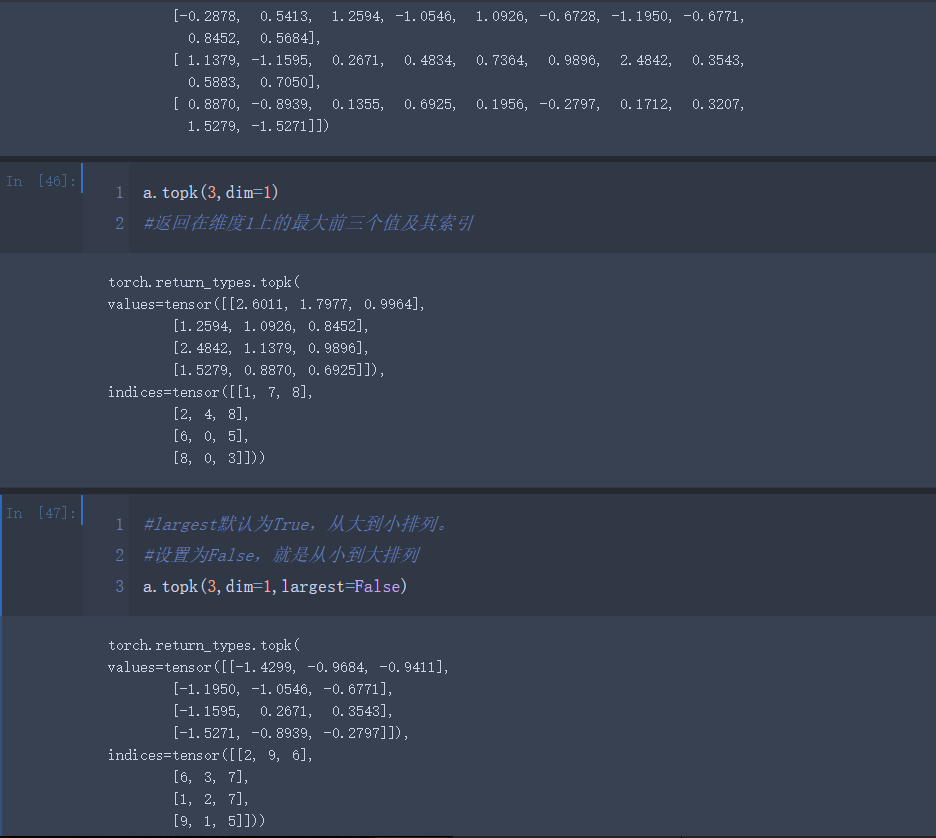 [-0.2878,  0.5413,  1.2594, -1.0546,  1.0926, -0.6728, -1.1950, -0.6771,
0.8452,  0.5684],
[ 1.1379, -1.1595,  0.2671,  0.4834,  0.7364,  0.9896,  2.4842,  0.3543,
0.5883,  0.7050],
[ 0.8870, -0.8939,  0.1355,  0.6925,  0.1956, -0.2797,  0.1712,  0.3207,
1.5279, -1.5271]])
In [46]:
1 a.topk(3,dim=1)
2 #返回在维度1上的最大前三个值及其索引
torch.return_types.topk(
values=tensor([[2.6011, 1.7977, 0.9964],
[1.2594, 1.0926, 0.8452],
[2.4842, 1.1379, 0.9896],
[1.5279, 0.8870, 0.6925]]),
indices=tensor([[1, 7, 8],
[2, 4, 8],
[6, 0, 5],
[8, 0, 3]]))
In [47]:
1 #largest默认为True，从大到小排列。
2 #设置为False，就是从小到大排列
3 a.topk(3,dim=1,largest=False)
torch.return_types.topk(
values=tensor([[-1.4299, -0.9684, -0.9411],
[-1.1950, -1.0546, -0.6771],
[-1.1595,  0.2671,  0.3543],
[-1.5271, -0.8939, -0.2797]]),
indices=tensor([[2, 9, 6],
[6, 3, 7],
[1, 2, 7],
[9, 1, 5]]))